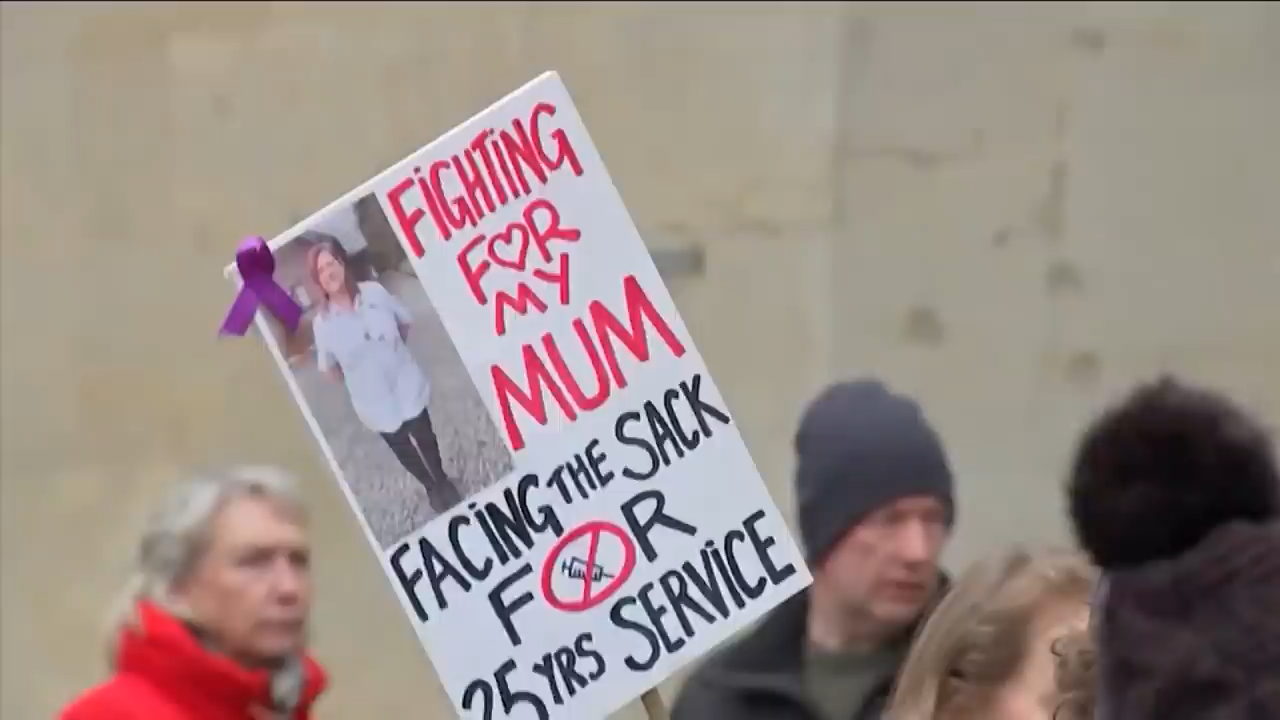 FIGHTING
FOR
MY
MUM
FACING THE SACK
FOR
25 YRS SERVICE